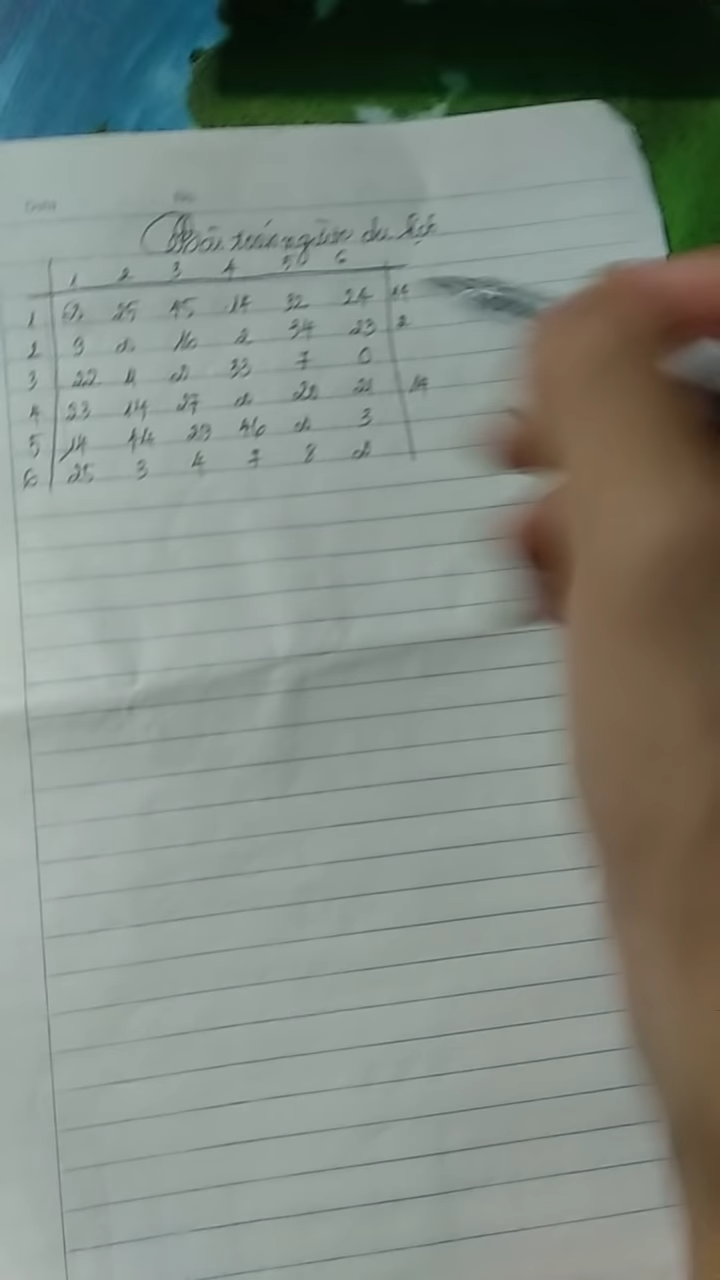 Bài toán người du lịch
1 2 3 4 5 6
1 ∞ 25 45 14 32 24 14
2 9 ∞ 16 2 34 23 2
3 22 4 ∞ 33 7 0
4 23 14 27 ∞ 20 21 14
5 14 44 29 46 ∞ 3
6 25 3 4 7 8 ∞